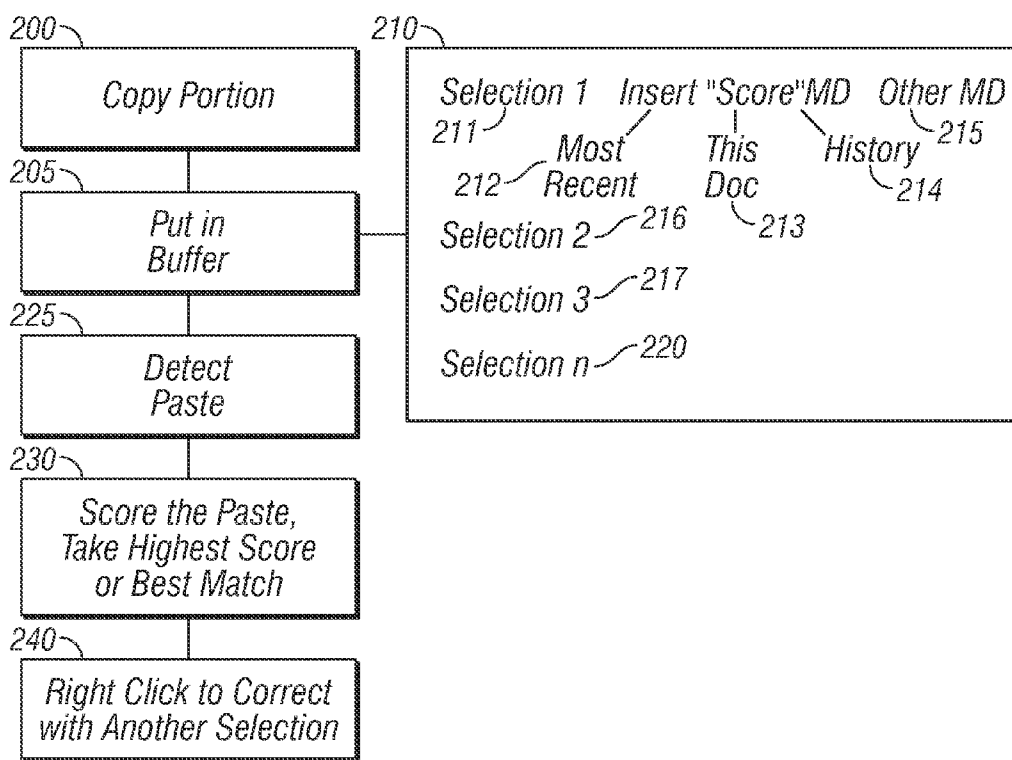 200
Copy Portion
205
Put in
Buffer
225
Detect
Paste
230
Score the Paste,
Take Highest Score
or Best Match
240
Right Click to Correct
with Another Selection
210
Selection 1 Insert "Score"MD Other MD
211 215
Most This History
212 Recent Doc 214
213
Selection 2 216
Selection 3 217
Selection n 220